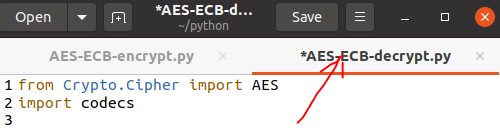 Open
*AES-ECB-d...
~/python
Save
AES-ECB-encrypt.py
*AES-ECB-decrypt.py
1 from Crypto.Cipher import AES
2 import codecs
3